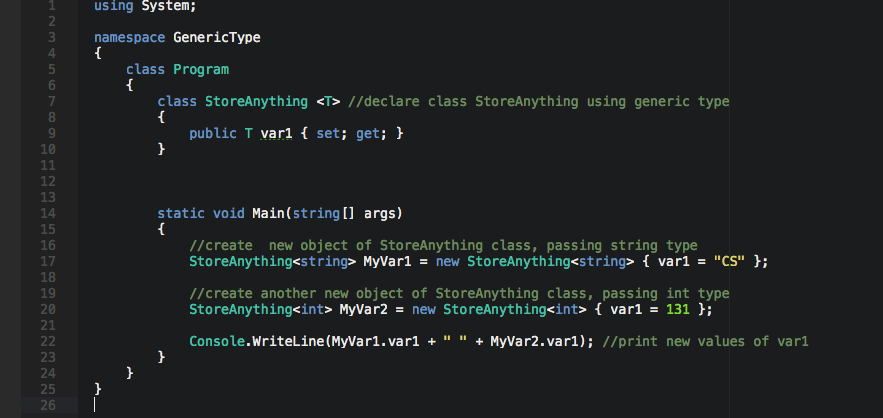 1 using System;
2
3 namespace GenericType
4 {
5 class Program
6 {
7 class StoreAnything <T> //declare class StoreAnything using generic type
8 {
9 public T var1 { set; get; }
10 }
11
12
13
14 static void Main(string[] args)
15 {
16 //create  new object of StoreAnything class, passing string type
17 StoreAnything<string> MyVar1 = new StoreAnything<string> { var1 = "CS" };
18
19 //create another new object of StoreAnything class, passing int type
20 StoreAnything<int> MyVar2 = new StoreAnything<int> { var1 = 131 };
21
22 Console.WriteLine(MyVar1.var1 + " " + MyVar2.var1); //print new values of var1
23 }
24 }
25 }
26